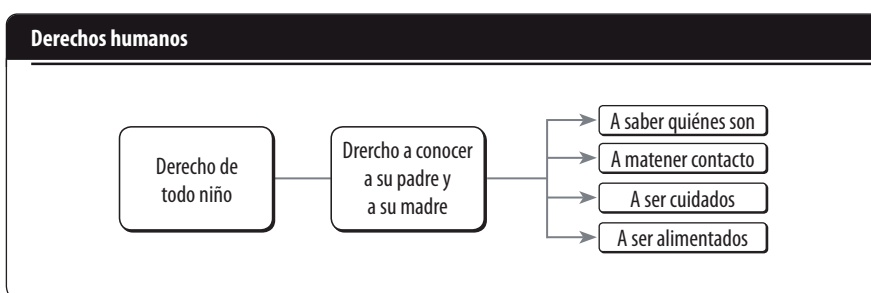 Derechos humanos
Derecho de
todo niño
Drercho a conocer
a su padre y
a su madre
A saber quiénes son
A matener contacto
A ser cuidados
A ser alimentados